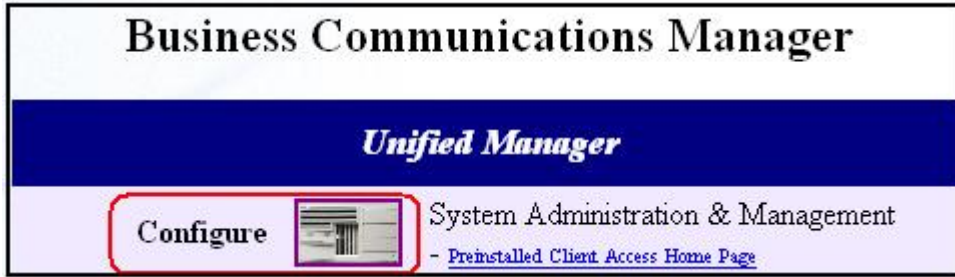 Business Communications Manager
Unified Manager
Configure
System Administration & Management
- Preinstalled Client Access Home Page